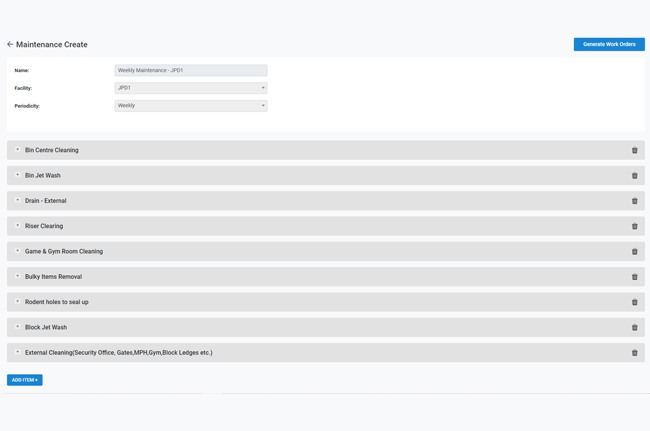 Maintenance Create
Generate Work Orders
Name: Weekly Maintenance - JPD1
Facility: JPD1
Periodicity: Weekly
Bin Centre Cleaning
Bin Jet Wash
Drain - External
Riser Clearing
Game & Gym Room Cleaning
Bulky Items Removal
Rodent holes to seal up
Block Jet Wash
External Cleaning(Security Office, Gates,MPH,Gym,Block Ledges etc.)
ADD ITEM +